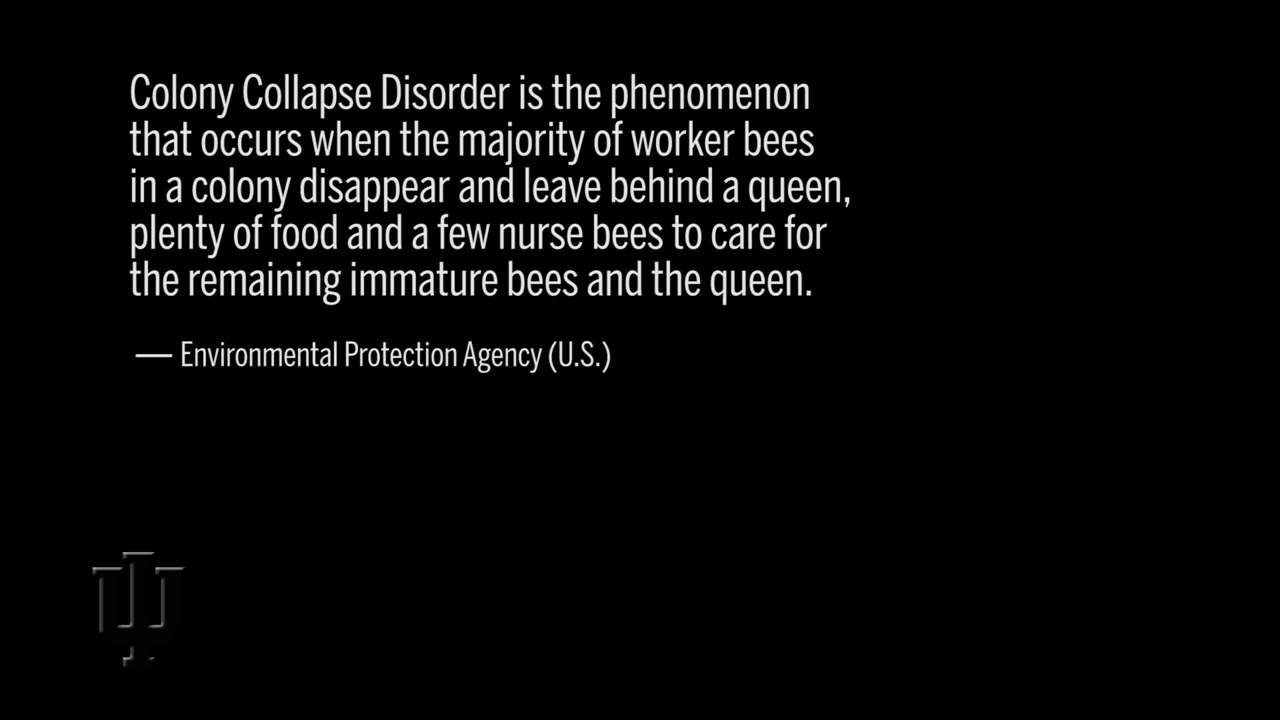 Colony Collapse Disorder is the phenomenon
that occurs when the majority of worker bees
in a colony disappear and leave behind a queen,
plenty of food and a few nurse bees to care for
the remaining immature bees and the queen.
— Environmental Protection Agency (U.S.)